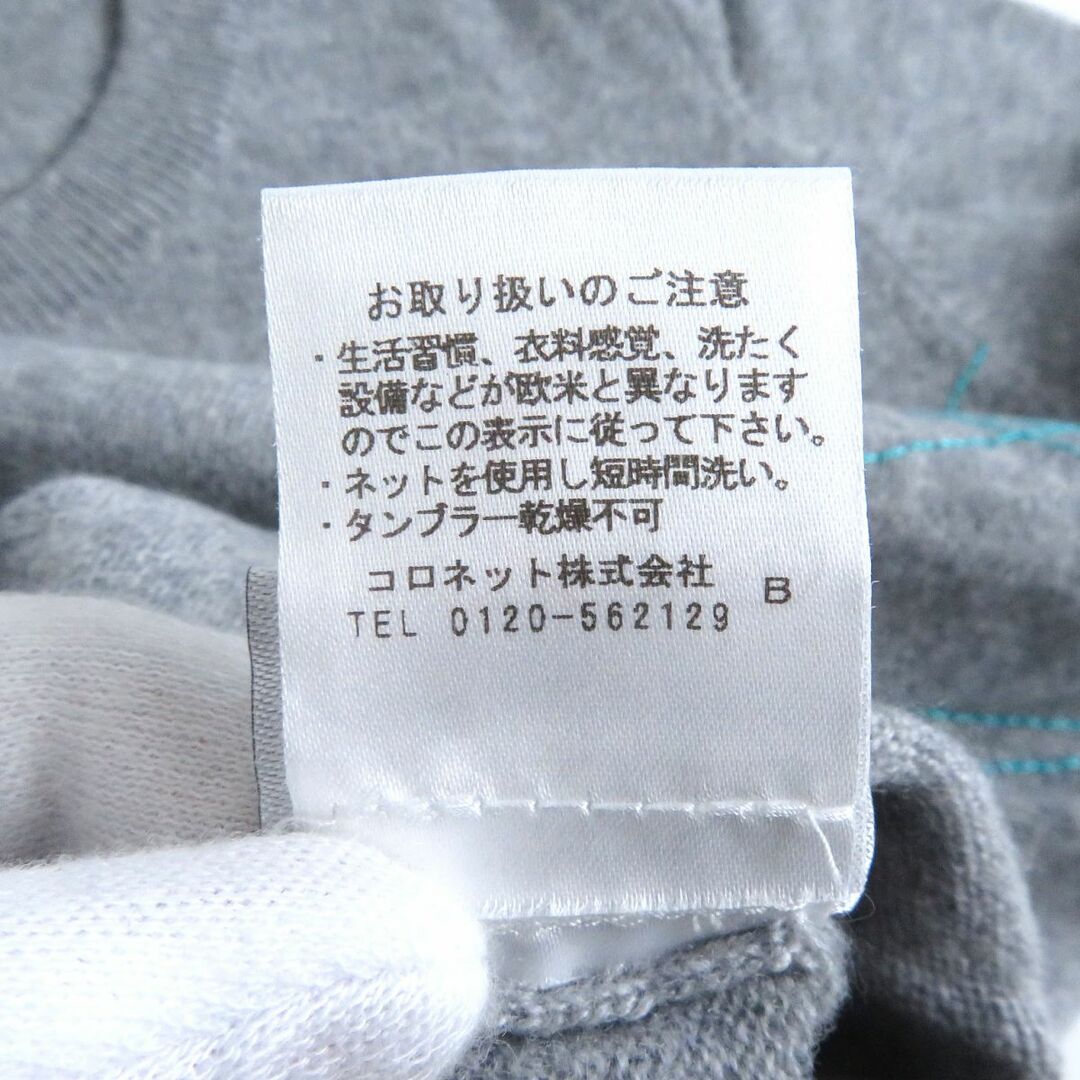 お取り扱いのご注意
・生活習慣、衣料感覚、洗たく
設備などが欧米と異なります
のでこの表示に従って下さい。
・ネットを使用し短時間洗い。
・タンブラー乾燥不可
コロネット株式会社 B
TEL 0120-562129